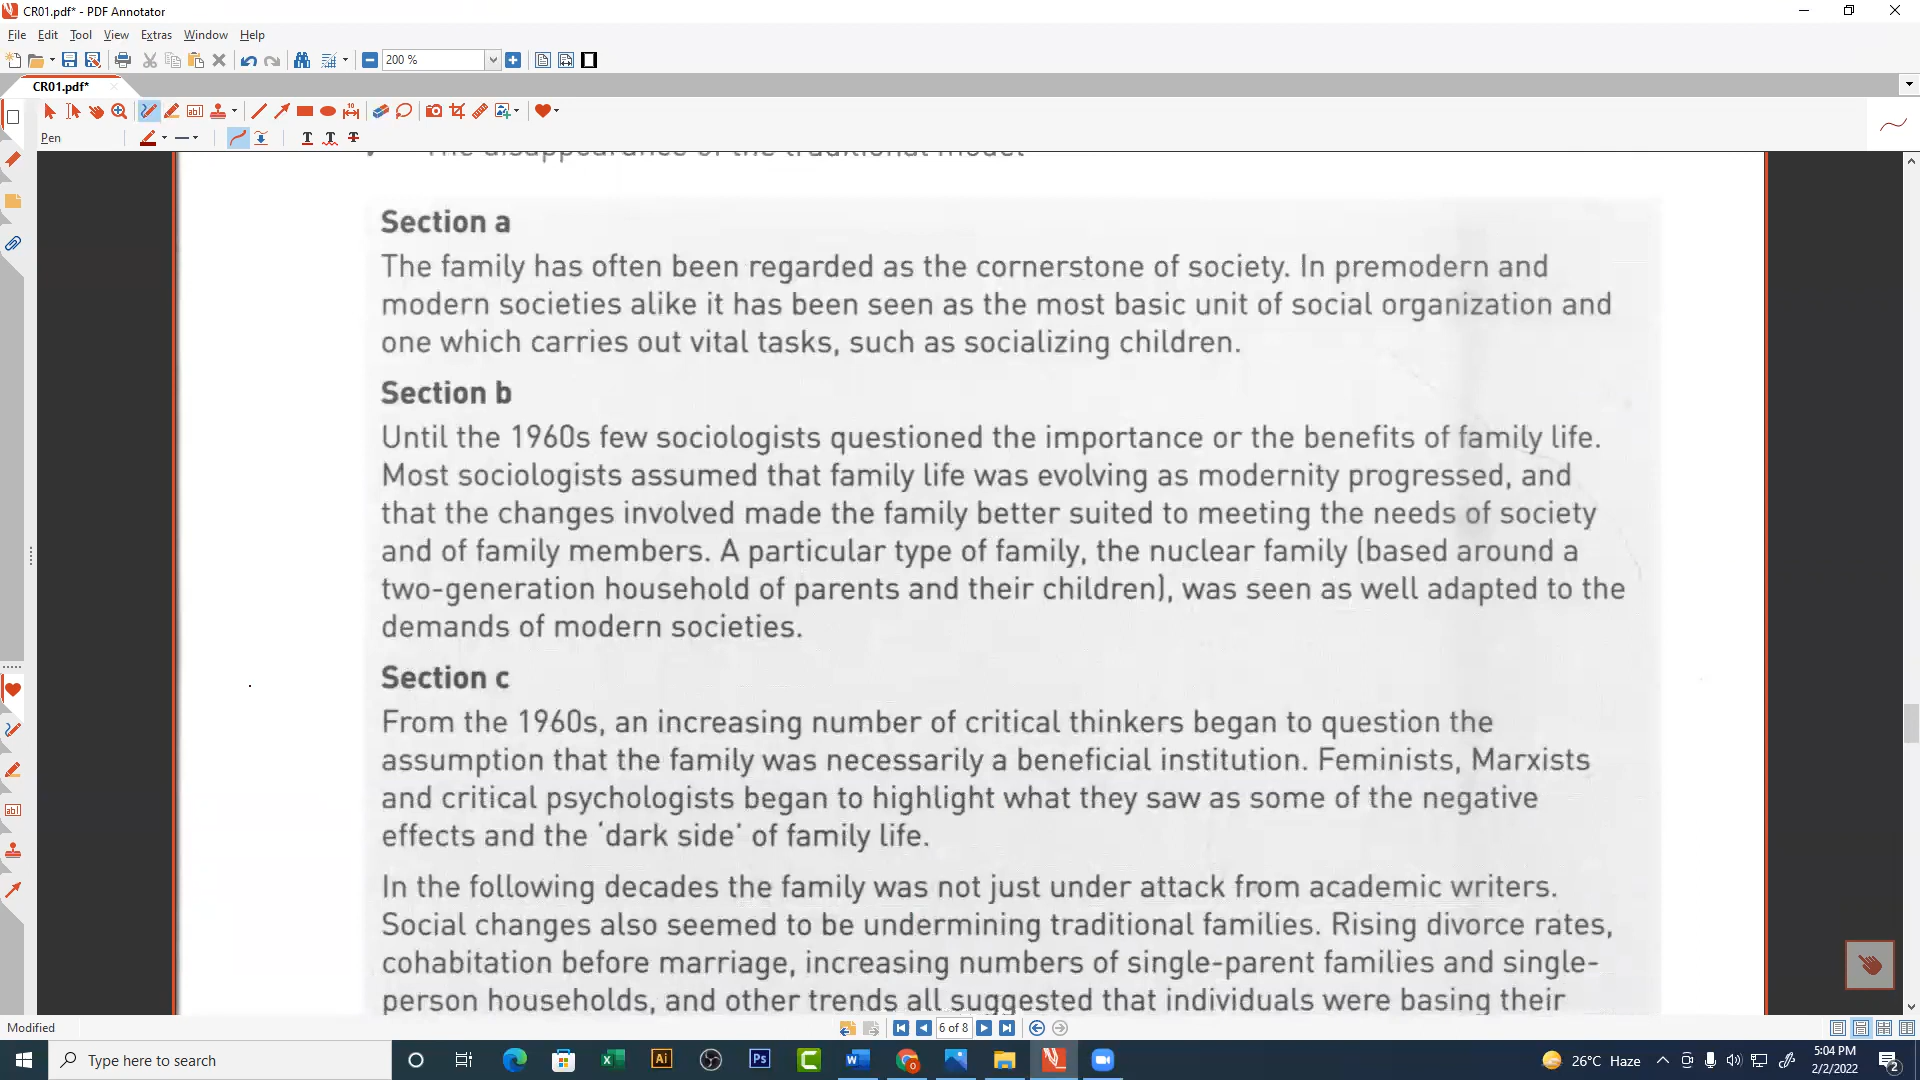 CR01.pdf* - PDF Annotator
File Edit Tool View Extras Window Help
200 %
CR01.pdf*
Pen
The disappearance of the traditional model
Section a
The family has often been regarded as the cornerstone of society. In premodern and
modern societies alike it has been seen as the most basic unit of social organization and
one which carries out vital tasks, such as socializing children.
Section b
Until the 1960s few sociologists questioned the importance or the benefits of family life.
Most sociologists assumed that family life was evolving as modernity progressed, and
that the changes involved made the family better suited to meeting the needs of society
and of family members. A particular type of family, the nuclear family (based around a
two-generation household of parents and their children), was seen as well adapted to the
demands of modern societies.
Section c
From the 1960s, an increasing number of critical thinkers began to question the
assumption that the family was necessarily a beneficial institution. Feminists, Marxists
and critical psychologists began to highlight what they saw as some of the negative
effects and the ‘dark side’ of family life.
In the following decades the family was not just under attack from academic writers.
Social changes also seemed to be undermining traditional families. Rising divorce rates,
cohabitation before marriage, increasing numbers of single-parent families and single-
person households, and other trends all suggested that individuals were basing their
Modified
6 of 8
Type here to search
Ai
Ps
26°C Haze
5:04 PM
2/2/2022
2